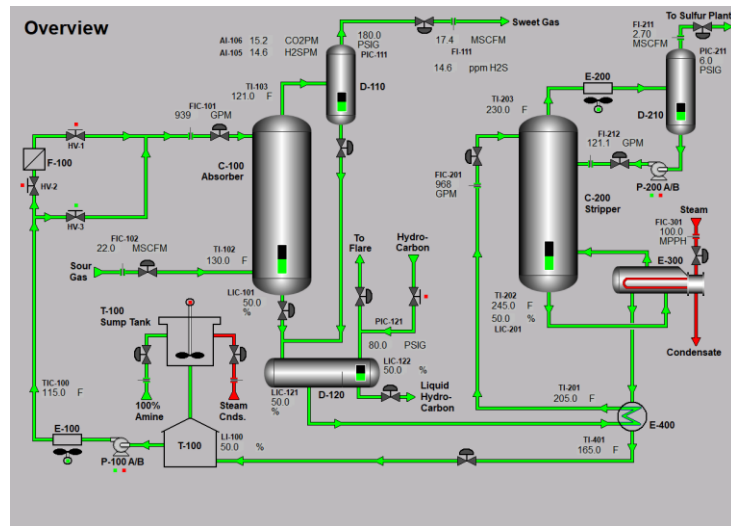 Overview
AI-106 15.2 CO2PM
AI-105 14.6 H2SPM
180.0
PSIG
PIC-111
17.4 MSCFM
FI-111
14.6 ppm H2S
Sweet Gas
D-110
TI-103
121.0 F
FIC-101
939 GPM
HV-1
F-100
HV-2
HV-3
C-100
Absorber
FIC-102
22.0 MSCFM
Sour
Gas
TI-102
130.0 F
LIC-101
50.0
%
T-100
Sump Tank
100%
Amine
Steam
Cnds.
TIC-100
115.0 F
E-100
P-100 A/B
T-100
LI-100
50.0 %
To
Flare
Hydro-
Carbon
PIC-121
80.0 PSIG
LIC-122
50.0
%
LIC-121
50.0
%
D-120
Liquid
Hydro-
Carbon
To Sulfur Plant
FI-211
2.70
MSCFM
PIC-211
6.0
PSIG
E-200
D-210
TI-203
230.0 F
FI-212
121.1 GPM
P-200 A/B
FIC-201
968
GPM
C-200
Stripper
Steam
FIC-301
100.0
MPPH
E-300
TI-202
245.0 F
50.0 %
LIC-201
Condensate
TI-201
205.0 F
E-400
TI-401
165.0 F